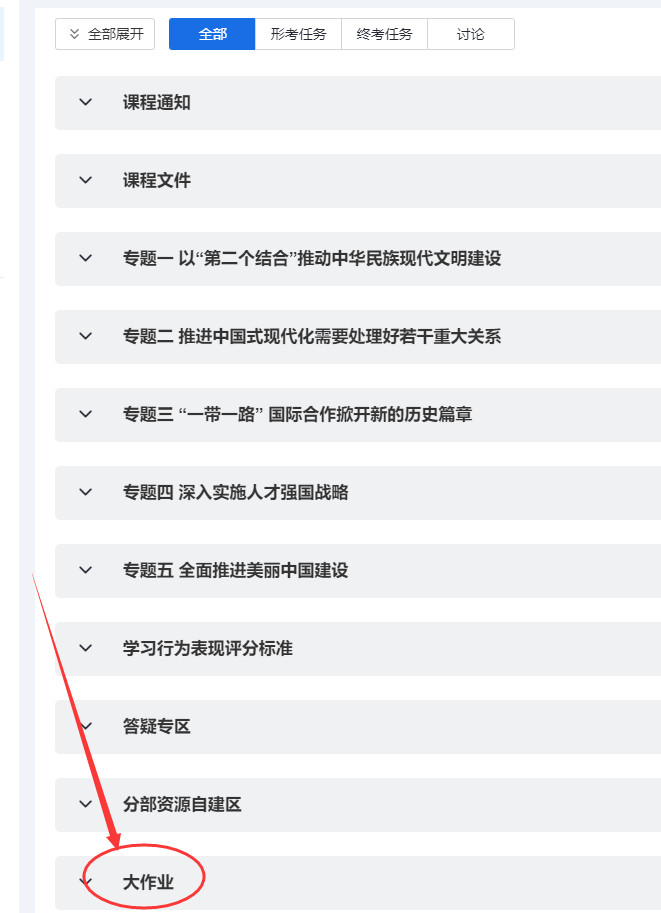 全部展开 全部 形考任务 终考任务 讨论
课程通知
课程文件
专题一 以“第二个结合”推动中华民族现代文明建设
专题二 推进中国式现代化需要处理好若干重大关系
专题三 “一带一路” 国际合作掀开新的历史篇章
专题四 深入实施人才强国战略
专题五 全面推进美丽中国建设
学习行为表现评分标准
答疑专区
分部资源自建区
大作业